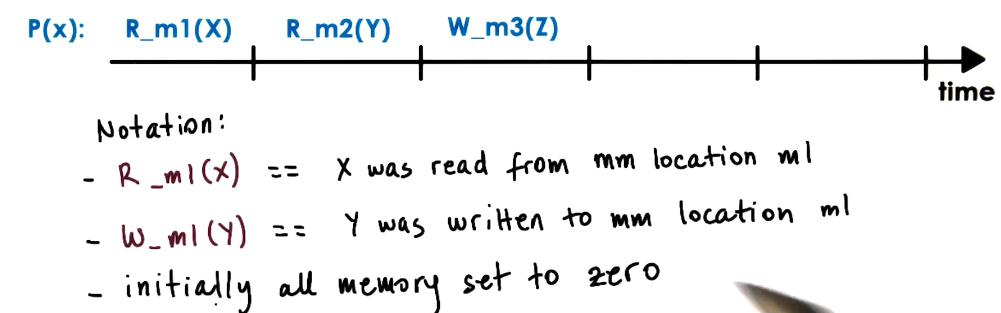 P(x): R_m1(X) R_m2(Y) W_m3(Z)
time
Notation:
- R_m1(X) == X was read from mm location m1
- W_m1(Y) == Y was written to mm location m1
- initially all memory set to zero